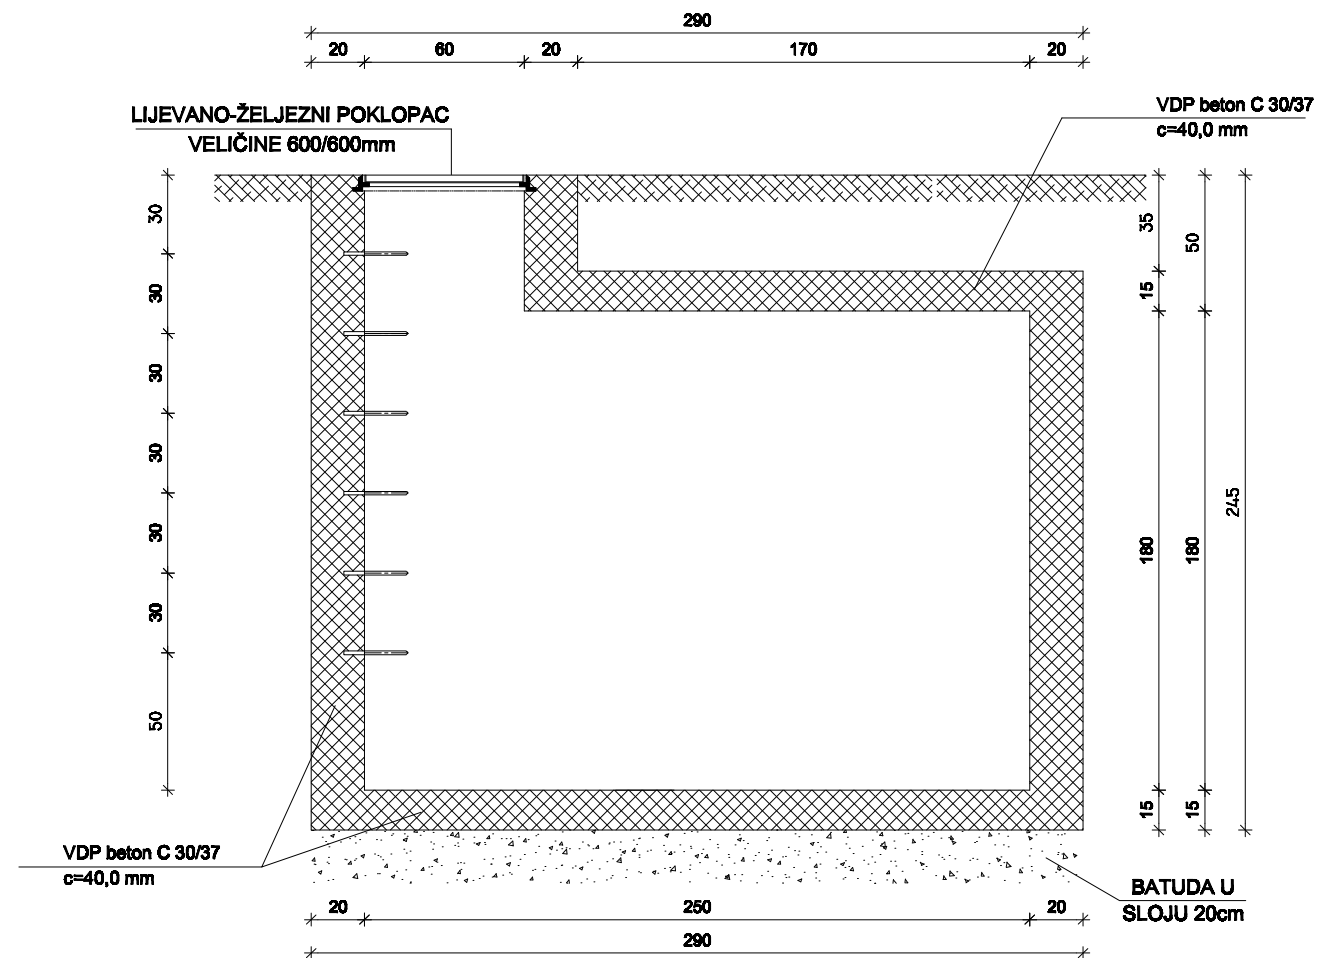 290
20 60 20 170 20
LIJEVANO-ŽELJEZNI POKLOPAC
VELIČINE 600/600mm
VDP beton C 30/37
c=40,0 mm
30
30
30
30
30
30
50
35
15
180
15
50
180
15
245
VDP beton C 30/37
c=40,0 mm
BATUDA U
SLOJU 20cm
20 250 20
290